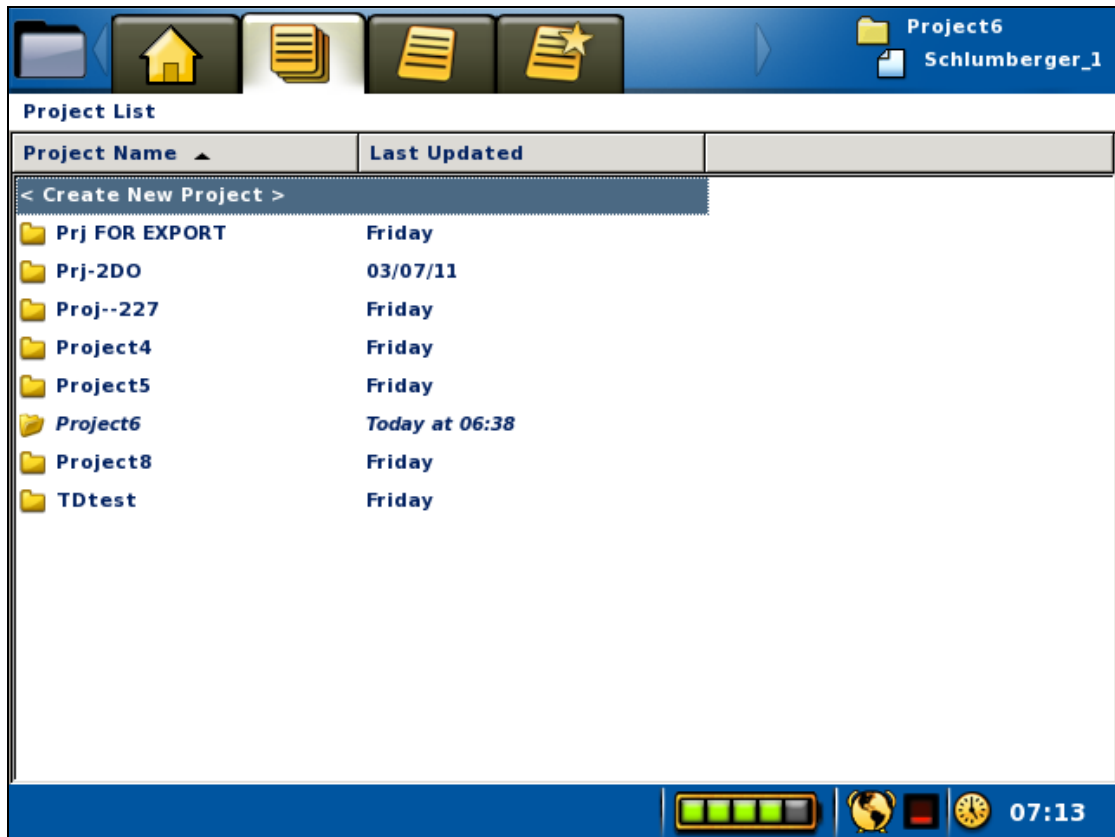 Project6
Schlumberger_1
Project List
Project Name Last Updated
< Create New Project >
Prj FOR EXPORT Friday
Prj-2DO 03/07/11
Proj--227 Friday
Project4 Friday
Project5 Friday
Project6 Today at 06:38
Project8 Friday
TDtest Friday
07:13